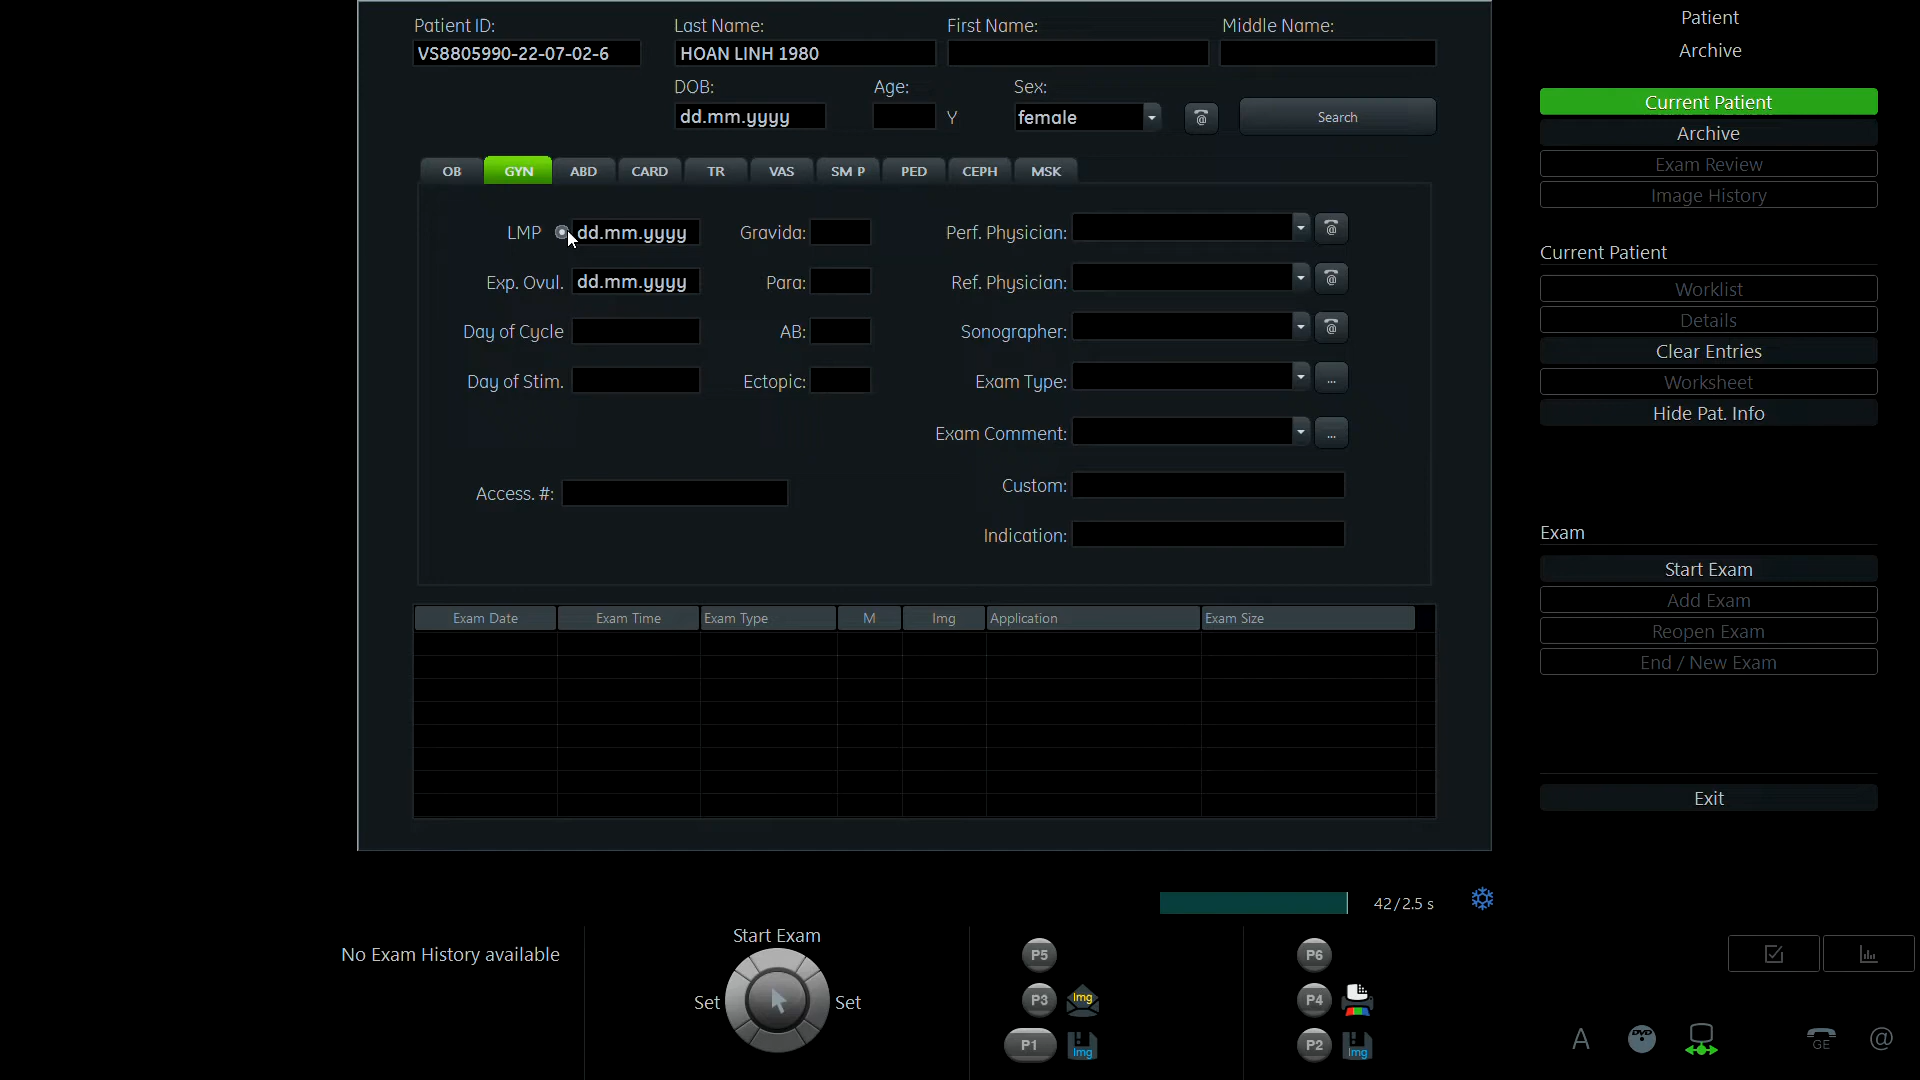 Patient ID: Last Name: First Name: Middle Name:
VS8805990-22-07-02-6 HOAN LINH 1980
DOB: Age: Sex:
dd.mm.yyyy Y female @ Search
OB GYN ABD CARD TR VAS SM P PED CEPH MSK
LMP dd.mm.yyyy Gravida: Perf. Physician: @
Exp. Ovul. dd.mm.yyyy Para: Ref. Physician: @
Day of Cycle AB: Sonographer: @
Day of Stim. Ectopic: Exam Type: ...
Exam Comment: ...
Access. #: Custom:
Indication:
Exam Date Exam Time Exam Type M Img Application Exam Size
Patient
Archive
Current Patient
Archive
Exam Review
Image History
Current Patient
Worklist
Details
Clear Entries
Worksheet
Hide Pat. Info
Exam
Start Exam
Add Exam
Reopen Exam
End / New Exam
Exit
42/2.5 s
No Exam History available
Start Exam
Set Set
P5 P6
P3 Img P4
P1 Img P2 Img
A DVD GE @